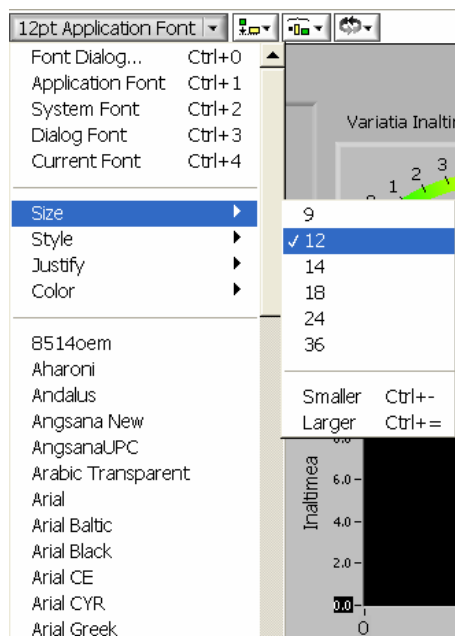 12pt Application Font
Font Dialog... Ctrl+0
Application Font Ctrl+1
System Font Ctrl+2
Dialog Font Ctrl+3
Current Font Ctrl+4
Size
Style
Justify
Color
8514oem
Aharoni
Andalus
Angsana New
AngsanaUPC
Arabic Transparent
Arial
Arial Baltic
Arial Black
Arial CE
Arial CYR
Arial Greek
9
✓ 12
14
18
24
36
Smaller Ctrl+-
Larger Ctrl+=
Variatia Inaltim
1 2 3
Inaltimea
6.0
4.0
2.0
0.0
0